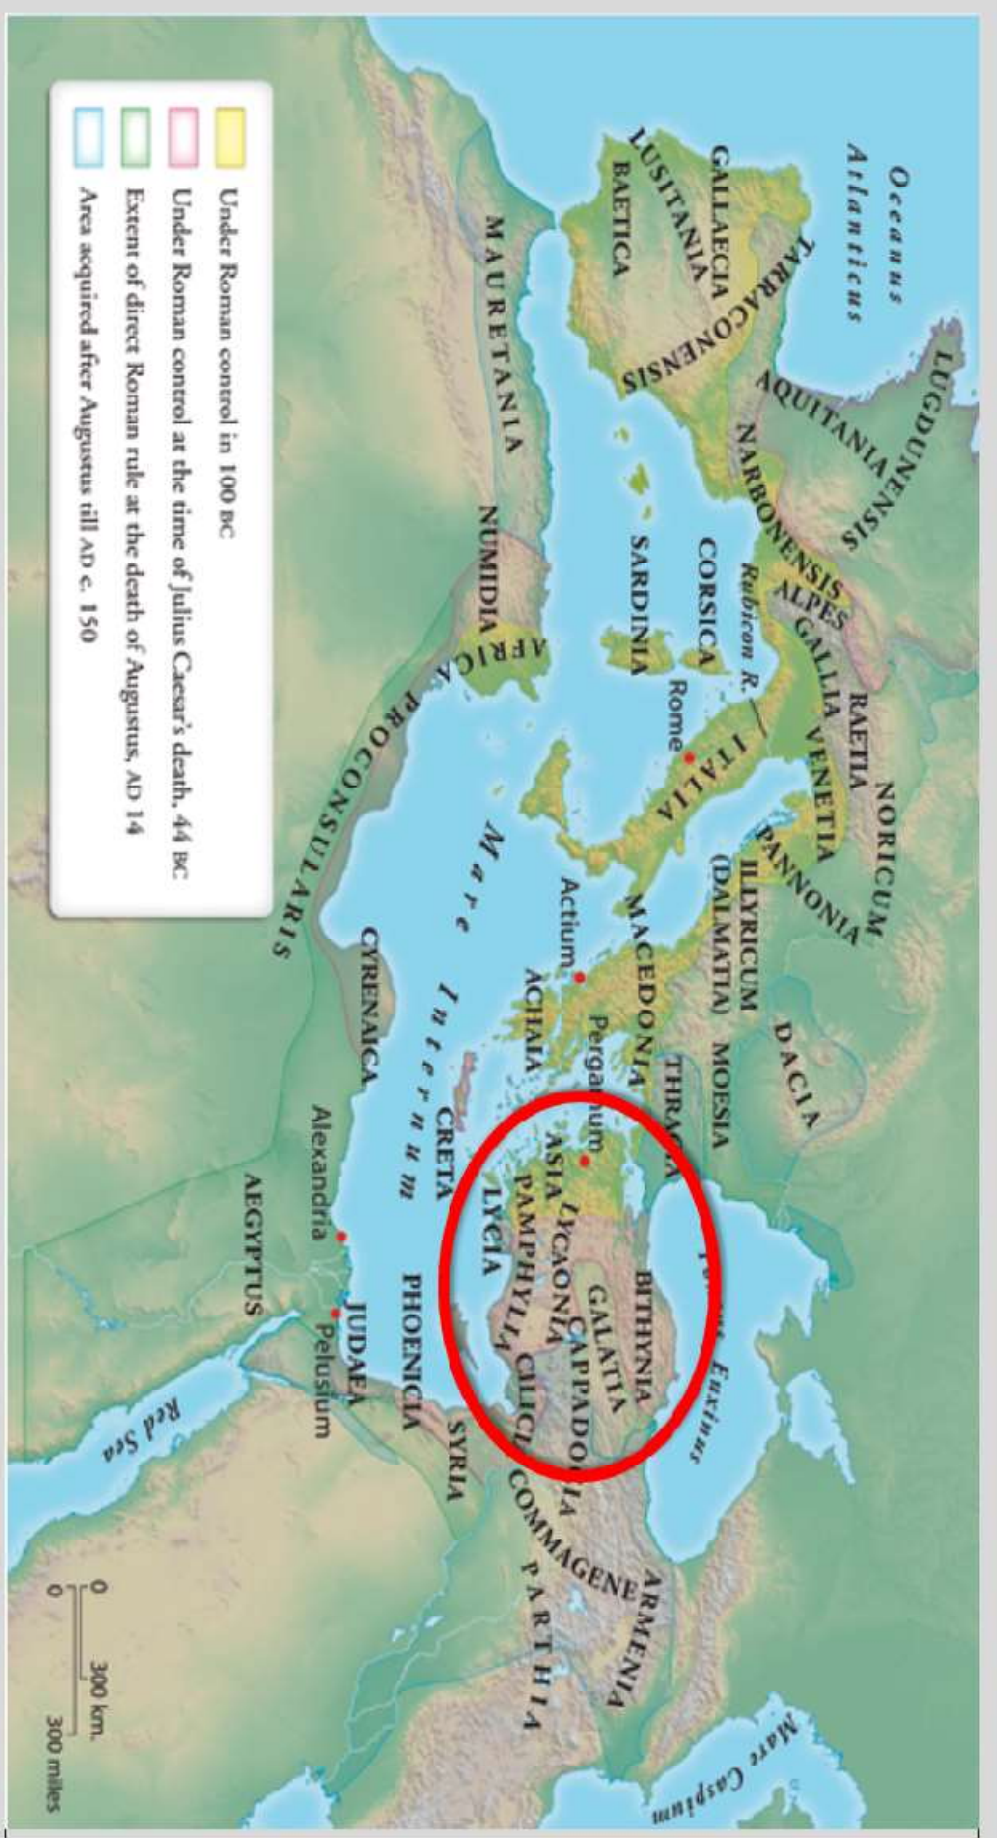 Oceanus
Atlanticus
LUGDUNENSIS
GALLAECIA
TARRACONENSIS
LUSITANIA
BAETICA
AQUITANIA
NARBONENSIS
ALPES
GALLIA
VENETIA
RAETIA
NORICUM
PANNONIA
ILLYRICUM
(DALMATIA)
DACIA
MOESIA
THRACIA
MACEDONIA
Rubicon R.
CORSICA
SARDINIA
Rome
ITALIA
Actium
ACHAIA
Pergamum
ASIA
LYCAONIA
PAMPHYLIA
LYCIA
BITHYNIA
GALATIA
CAPPADOCIA
CILICI
COMMAGENE
ARMENIA
PARTHIA
Euxinus
Mare Caspium
MAURETANIA
NUMIDIA
AFRICA
PROCONSULARIS
Mare Internum
CRETA
CYRENAICA
Alexandria
AEGYPTUS
PHOENICIA
JUDAEA
Pelusium
SYRIA
Red Sea
Under Roman control in 100 BC
Under Roman control at the time of Julius Caesar's death, 44 BC
Extent of direct Roman rule at the death of Augustus, AD 14
Area acquired after Augustus till AD c. 150
0 300 km.
0 300 miles